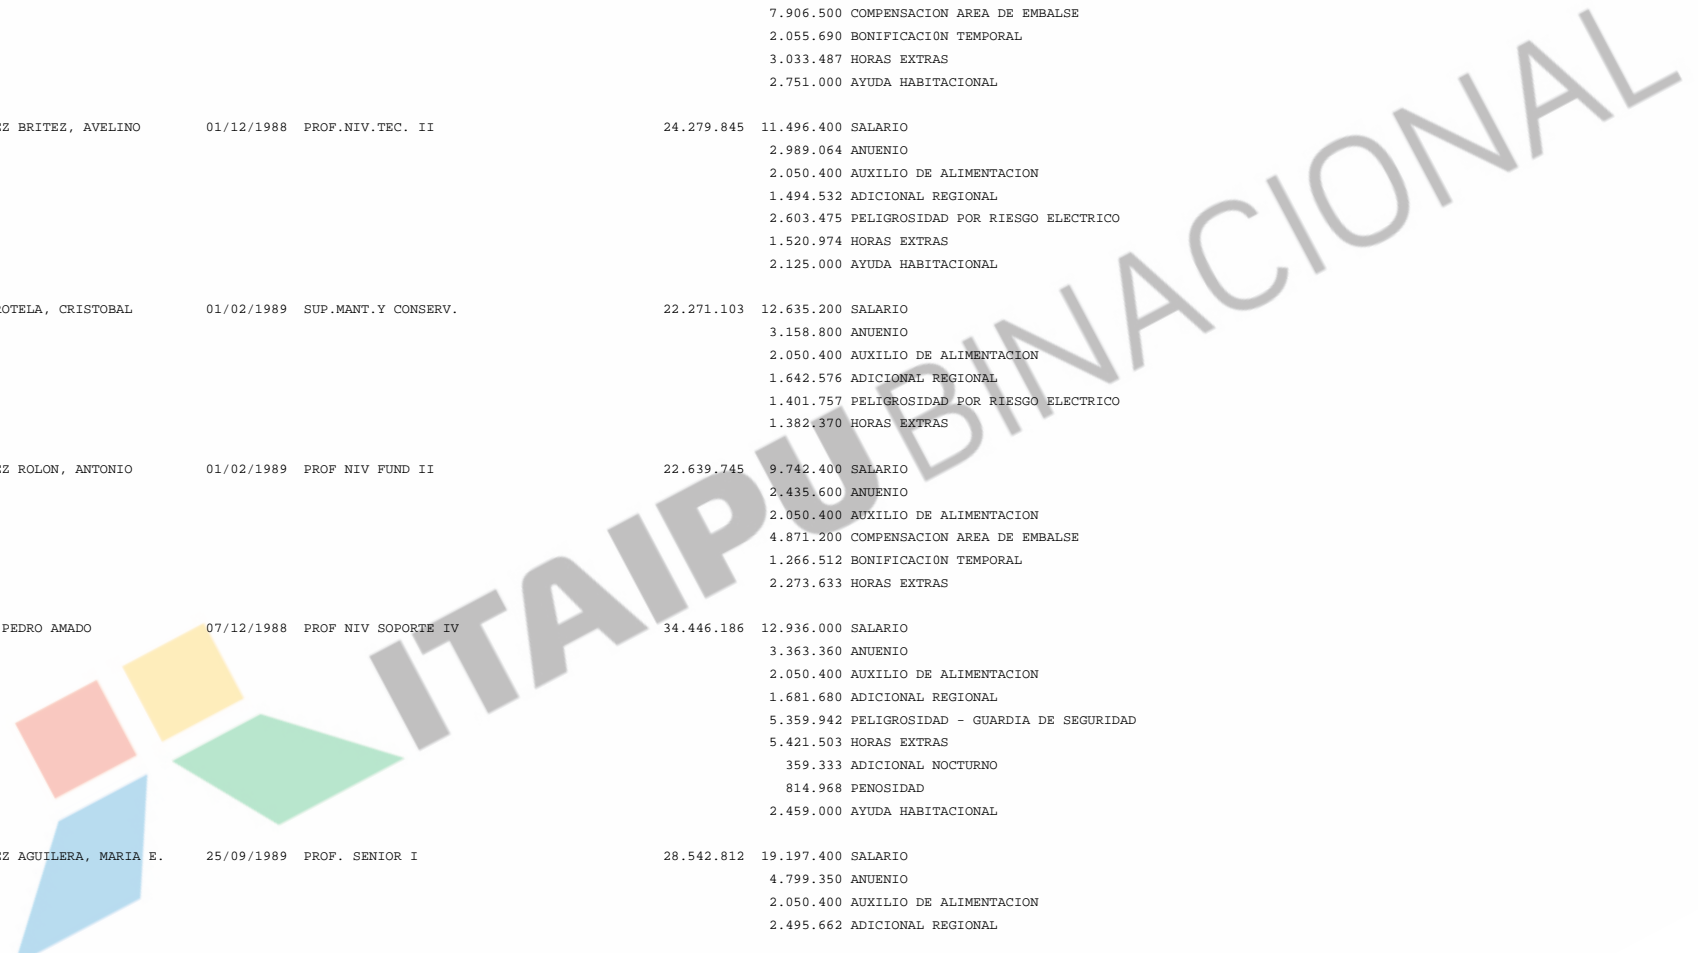 7.906.500 COMPENSACION AREA DE EMBALSE
2.055.690 BONIFICACI0N TEMPORAL
3.033.487 HORAS EXTRAS
2.751.000 AYUDA HABITACIONAL
BRITEZ, AVELINO 01/12/1988 PROF.NIV.TEC. II 24.279.845 11.496.400 SALARIO
2.989.064 ANUENIO
2.050.400 AUXILIO DE ALIMENTACION
1.494.532 ADICIONAL REGIONAL
2.603.475 PELIGROSIDAD POR RIESGO ELECTRICO
1.520.974 HORAS EXTRAS
2.125.000 AYUDA HABITACIONAL
CRISTOBAL 01/02/1989 SUP.MANT.Y CONSERV. 22.271.103 12.635.200 SALARIO
3.158.800 ANUENIO
2.050.400 AUXILIO DE ALIMENTACION
1.642.576 ADICIONAL REGIONAL
1.401.757 PELIGROSIDAD POR RIESGO ELECTRICO
1.382.370 HORAS EXTRAS
ROLON, ANTONIO 01/02/1989 PROF NIV FUND II 22.639.745 9.742.400 SALARIO
2.435.600 ANUENIO
2.050.400 AUXILIO DE ALIMENTACION
4.871.200 COMPENSACION AREA DE EMBALSE
1.266.512 BONIFICACI0N TEMPORAL
2.273.633 HORAS EXTRAS
PEDRO AMADO 07/12/1988 PROF NIV SOPORTE IV 34.446.186 12.936.000 SALARIO
3.363.360 ANUENIO
2.050.400 AUXILIO DE ALIMENTACION
1.681.680 ADICIONAL REGIONAL
5.359.942 PELIGROSIDAD - GUARDIA DE SEGURIDAD
5.421.503 HORAS EXTRAS
359.333 ADICIONAL NOCTURNO
814.968 PENOSIDAD
2.459.000 AYUDA HABITACIONAL
AGUILERA, MARIA E. 25/09/1989 PROF. SENIOR I 28.542.812 19.197.400 SALARIO
4.799.350 ANUENIO
2.050.400 AUXILIO DE ALIMENTACION
2.495.662 ADICIONAL REGIONAL
ITAIPU BINACIONAL